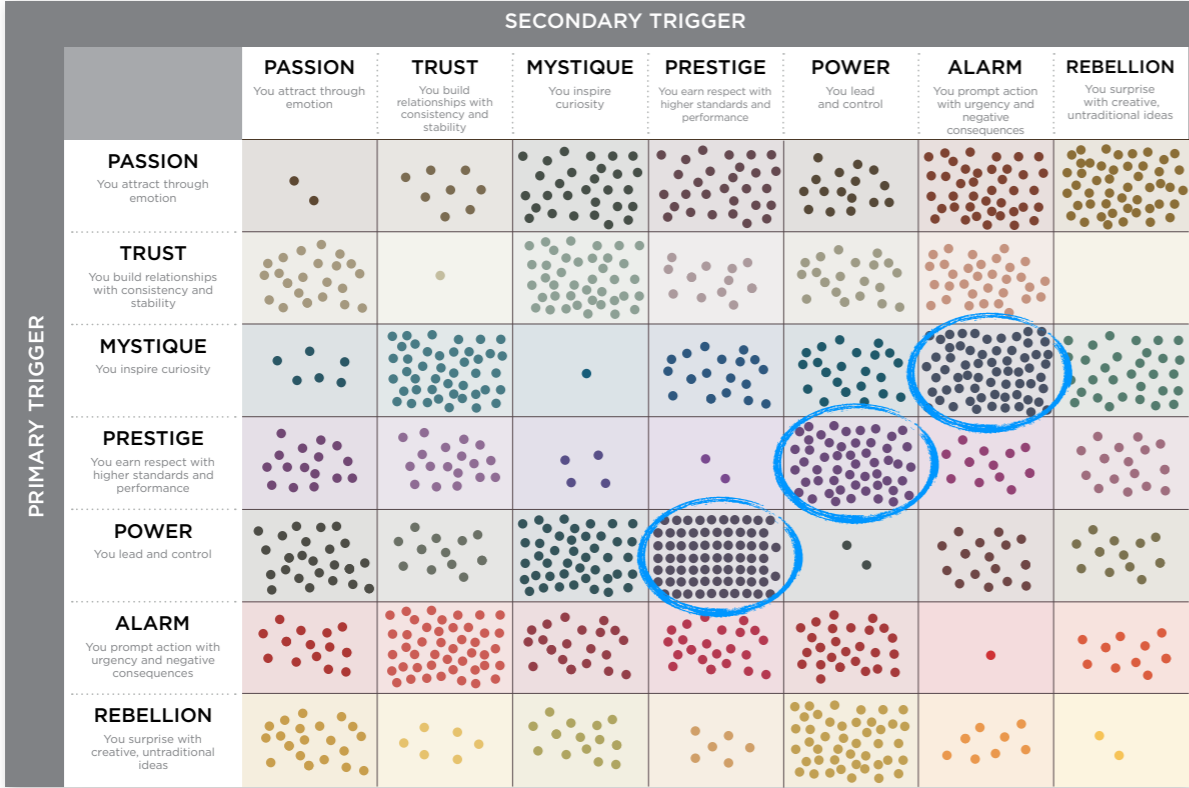 SECONDARY TRIGGER
PASSION
You attract through
emotion
TRUST
You build
relationships with
consistency and
stability
MYSTIQUE
You inspire
curiosity
PRESTIGE
You earn respect with
higher standards and
performance
POWER
You lead
and control
ALARM
You prompt action
with urgency and
negative
consequences
REBELLION
You surprise
with creative,
untraditional ideas
PRIMARY TRIGGER
PASSION
You attract through
emotion
TRUST
You build relationships
with consistency and
stability
MYSTIQUE
You inspire curiosity
PRESTIGE
You earn respect with
higher standards and
performance
POWER
You lead and control
ALARM
You prompt action with
urgency and negative
consequences
REBELLION
You surprise with
creative, untraditional
ideas